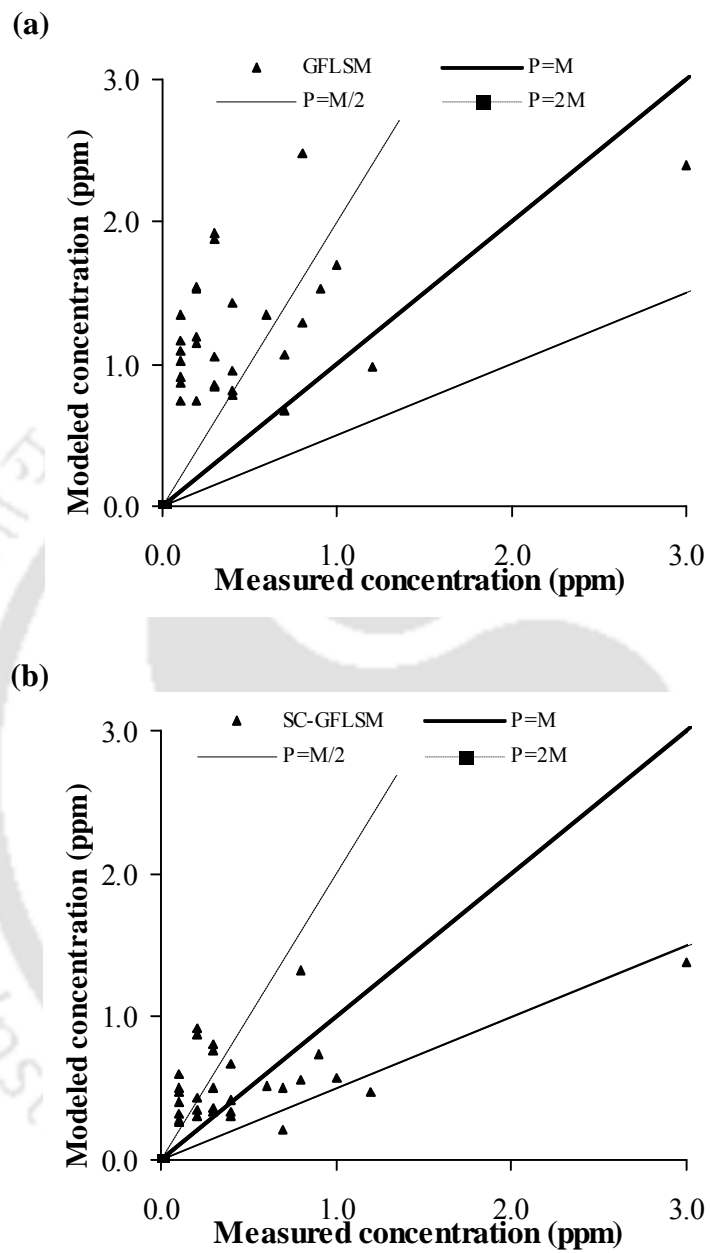 (a)
GFLSM P=M
P=M/2 P=2M
3.0
2.0
1.0
0.0
0.0 1.0 2.0 3.0
Modeled concentration (ppm)
Measured concentration (ppm)
(b)
SC-GFLSM P=M
P=M/2 P=2M
3.0
2.0
1.0
0.0
0.0 1.0 2.0 3.0
Modeled concentration (ppm)
Measured concentration (ppm)